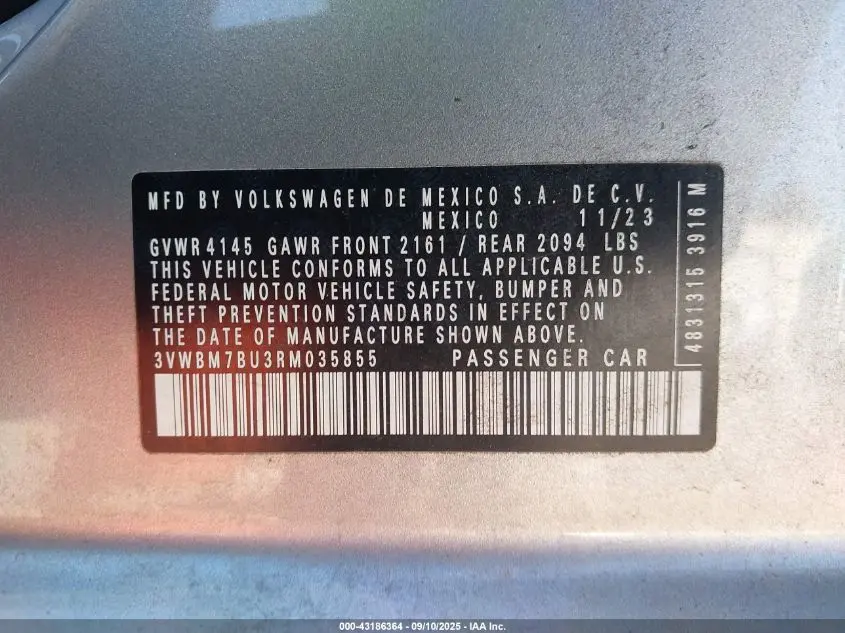 MFD BY VOLKSWAGEN DE MEXICO S.A. DE C.V.
MEXICO 11/23
GVWR 4145 GAWR FRONT 2161 / REAR 2094 LBS
THIS VEHICLE CONFORMS TO ALL APPLICABLE U.S.
FEDERAL MOTOR VEHICLE SAFETY, BUMPER AND
THEFT PREVENTION STANDARDS IN EFFECT ON
THE DATE OF MANUFACTURE SHOWN ABOVE.
3VWBM7BU3RM035855 PASSENGER CAR
4831315 3916 M
000-43186364 - 09/10/2025 - IAA Inc.